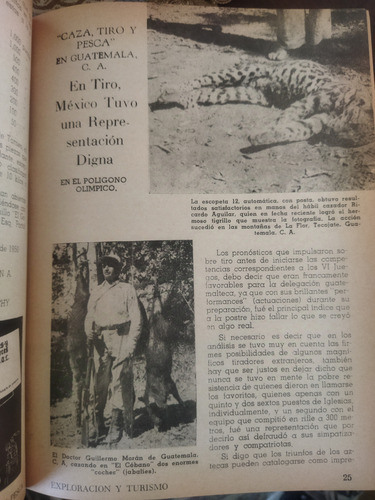 "CAZA, TIRO Y
PESCA"
EN GUATEMALA,
C. A.
En Tiro,
México Tuvo
una Repre-
sentación
Digna
EN EL POLIGONO
OLIMPICO.
La escopeta 12, automática, con posta, obtuvo resul-
tados satisfactorios en manos del hábil cazador Ri-
cardo Aguilar, quien en fecha reciente logró el her-
moso tigrillo que muestra la fotografía. La acción
sucedió en las montañas de La Flor, Tocolate, Gua-
temala. C. A.
Los pronósticos que impulsaron
sobre tiro antes de iniciarse las com-
petencias correspondientes a los VI Jue-
gos, debo decir que eran francamente
favorables para la delegación guate-
malteca, ya que con sus brillantes "per-
formances" (actuaciones) durante su
preparación, fué el principal índice que
a la postre hizo fallar lo que se creyó
en algo real.
Si necesario es decir que en los
análisis se tuvo muy en cuenta las fir-
mes posibilidades de algunos magní-
ficos tiradores extranjeros, también
hay que ser justos en dejar dicho que
nunca se tuvo en mente la pobre re-
sistencia de quienes dieron en llamarse
los favoritos, quienes apenas con un
quinto y dos sextos puestos de Iglesias,
individualmente, y un segundo con el
equipo que compitió en rifle a 300 me-
tros, fué una representación que por
decirlo así defraudó a sus simpatiza-
dores y compatriotas.
Si digo que los triunfos de los az-
tecas pueden catalogarse como impre-
El Doctor Guillermo Morán de Guatemala.
C. A. cazando en "El Cóbano" dos enormes
coches" (jabalíes).
25
EXPLORACION Y TURISMO
de 1950
N A
PHY